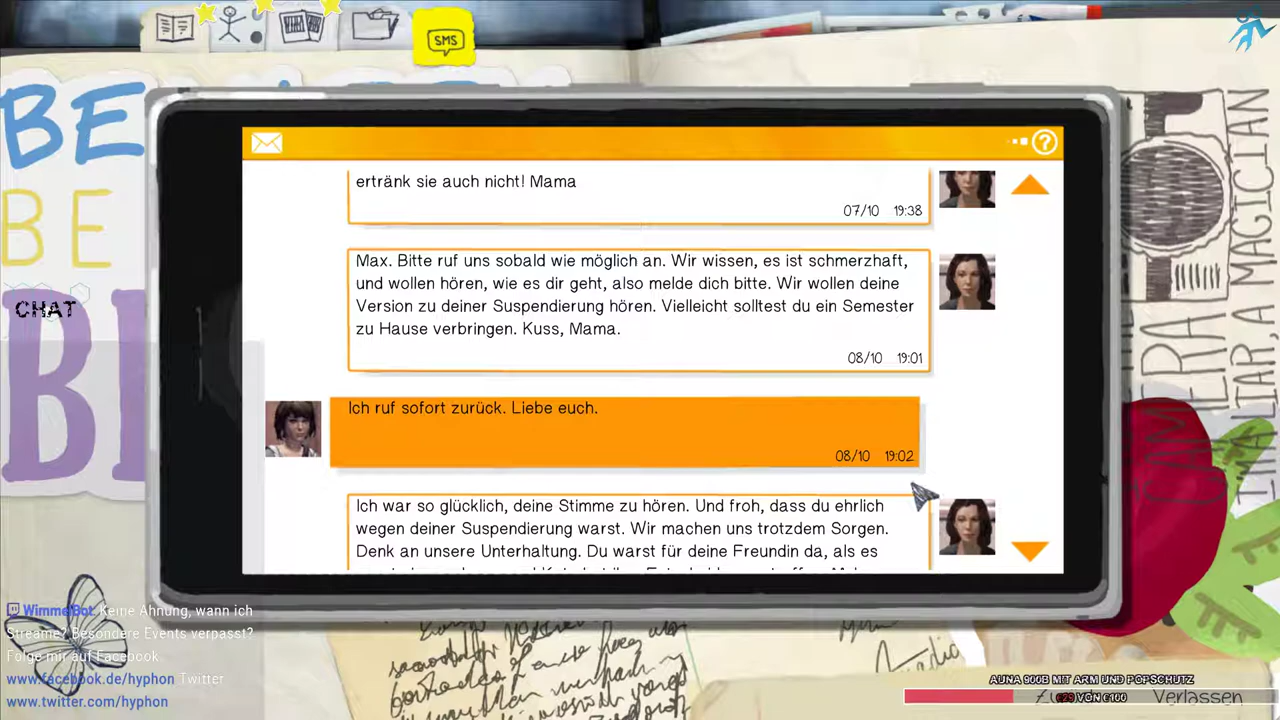 SMS
BE
BE
CHAT
ertränk sie auch nicht! Mama
07/10 19:38
Max. Bitte ruf uns sobald wie möglich an. Wir wissen, es ist schmerzhaft,
und wollen hören, wie es dir geht, also melde dich bitte. Wir wollen deine
Version zu deiner Suspendierung hören. Vielleicht solltest du ein Semester
zu Hause verbringen. Kuss, Mama.
08/10 19:01
Ich ruf sofort zurück. Liebe euch.
08/10 19:02
Ich war so glücklich, deine Stimme zu hören. Und froh, dass du ehrlich
wegen deiner Suspendierung warst. Wir machen uns trotzdem Sorgen.
Denk an unsere Unterhaltung. Du warst für deine Freundin da, als es
WimmelBot: Keine Ahnung, wann ich
Streame? Besondere Events verpasst?
Folge mir auf Facebook
www.facebook.de/hyphon Twitter
www.twitter.com/hyphon
AUNA 900B MIT ARM UND POPSCHUTZ
Verlassen